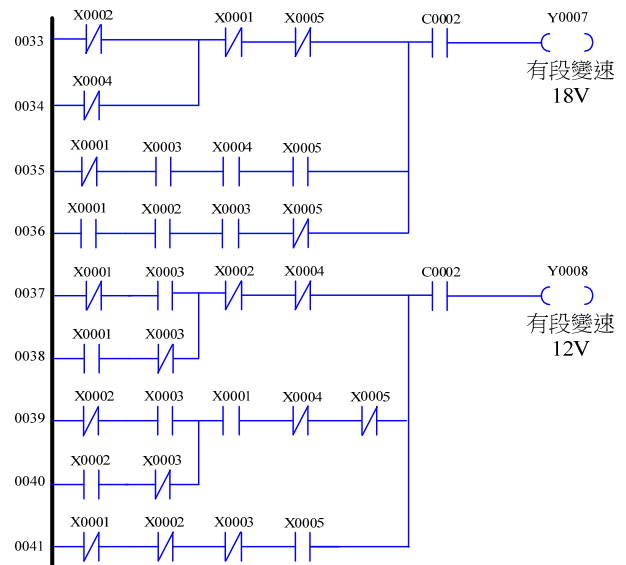 X0002 X0001 X0005 C0002 Y0007
0033
有段變速
18V
X0004
0034
X0001 X0003 X0004 X0005
0035
X0001 X0002 X0003 X0005
0036
X0001 X0003 X0002 X0004 C0002 Y0008
0037
有段變速
12V
X0001 X0003
0038
X0002 X0003 X0001 X0004 X0005
0039
X0002 X0003
0040
X0001 X0002 X0003 X0005
0041